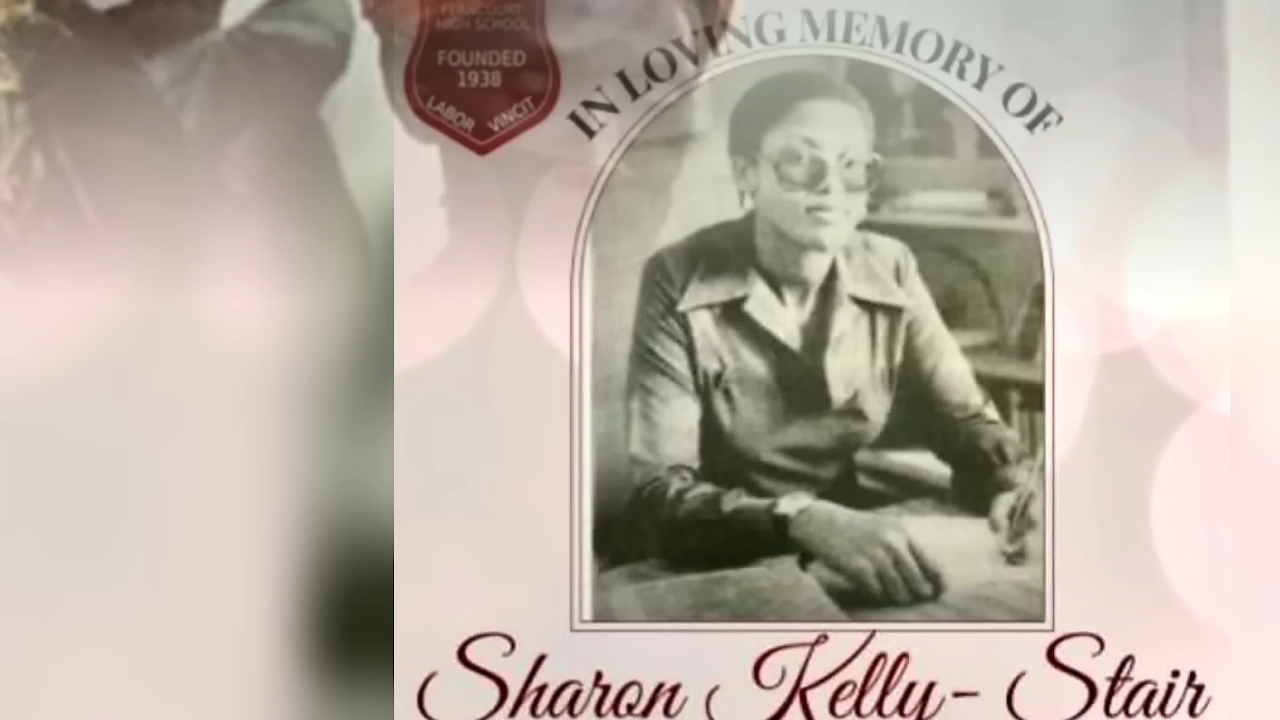 FERNCOURT
HIGH SCHOOL
FOUNDED
1938
LABOR VINCIT
IN LOVING MEMORY OF
Sharon Kelly- Stair